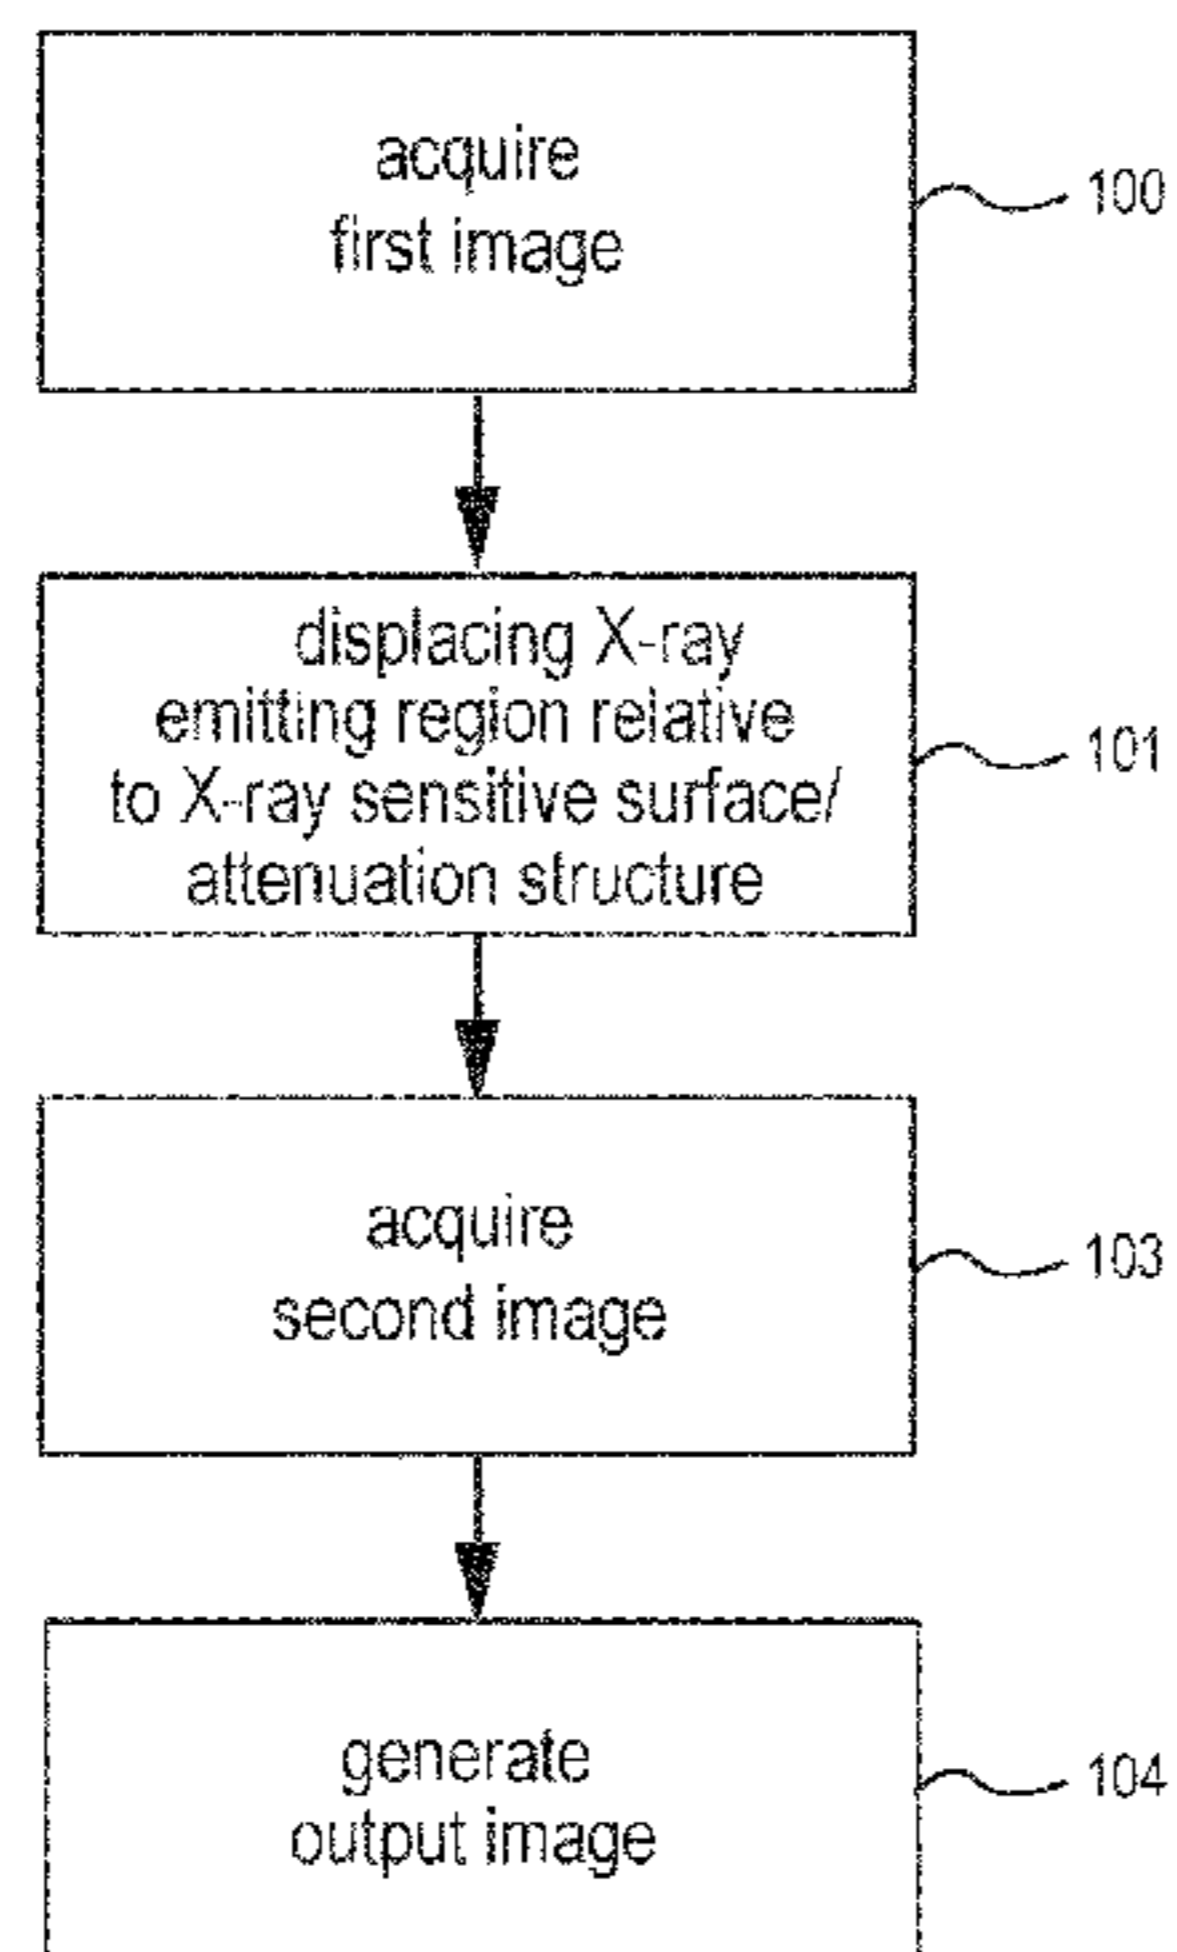 acquire
first image
100
displacing X-ray
emitting region relative
to X-ray sensitive surface/
attenuation structure
101
acquire
second image
103
generate
output image
104